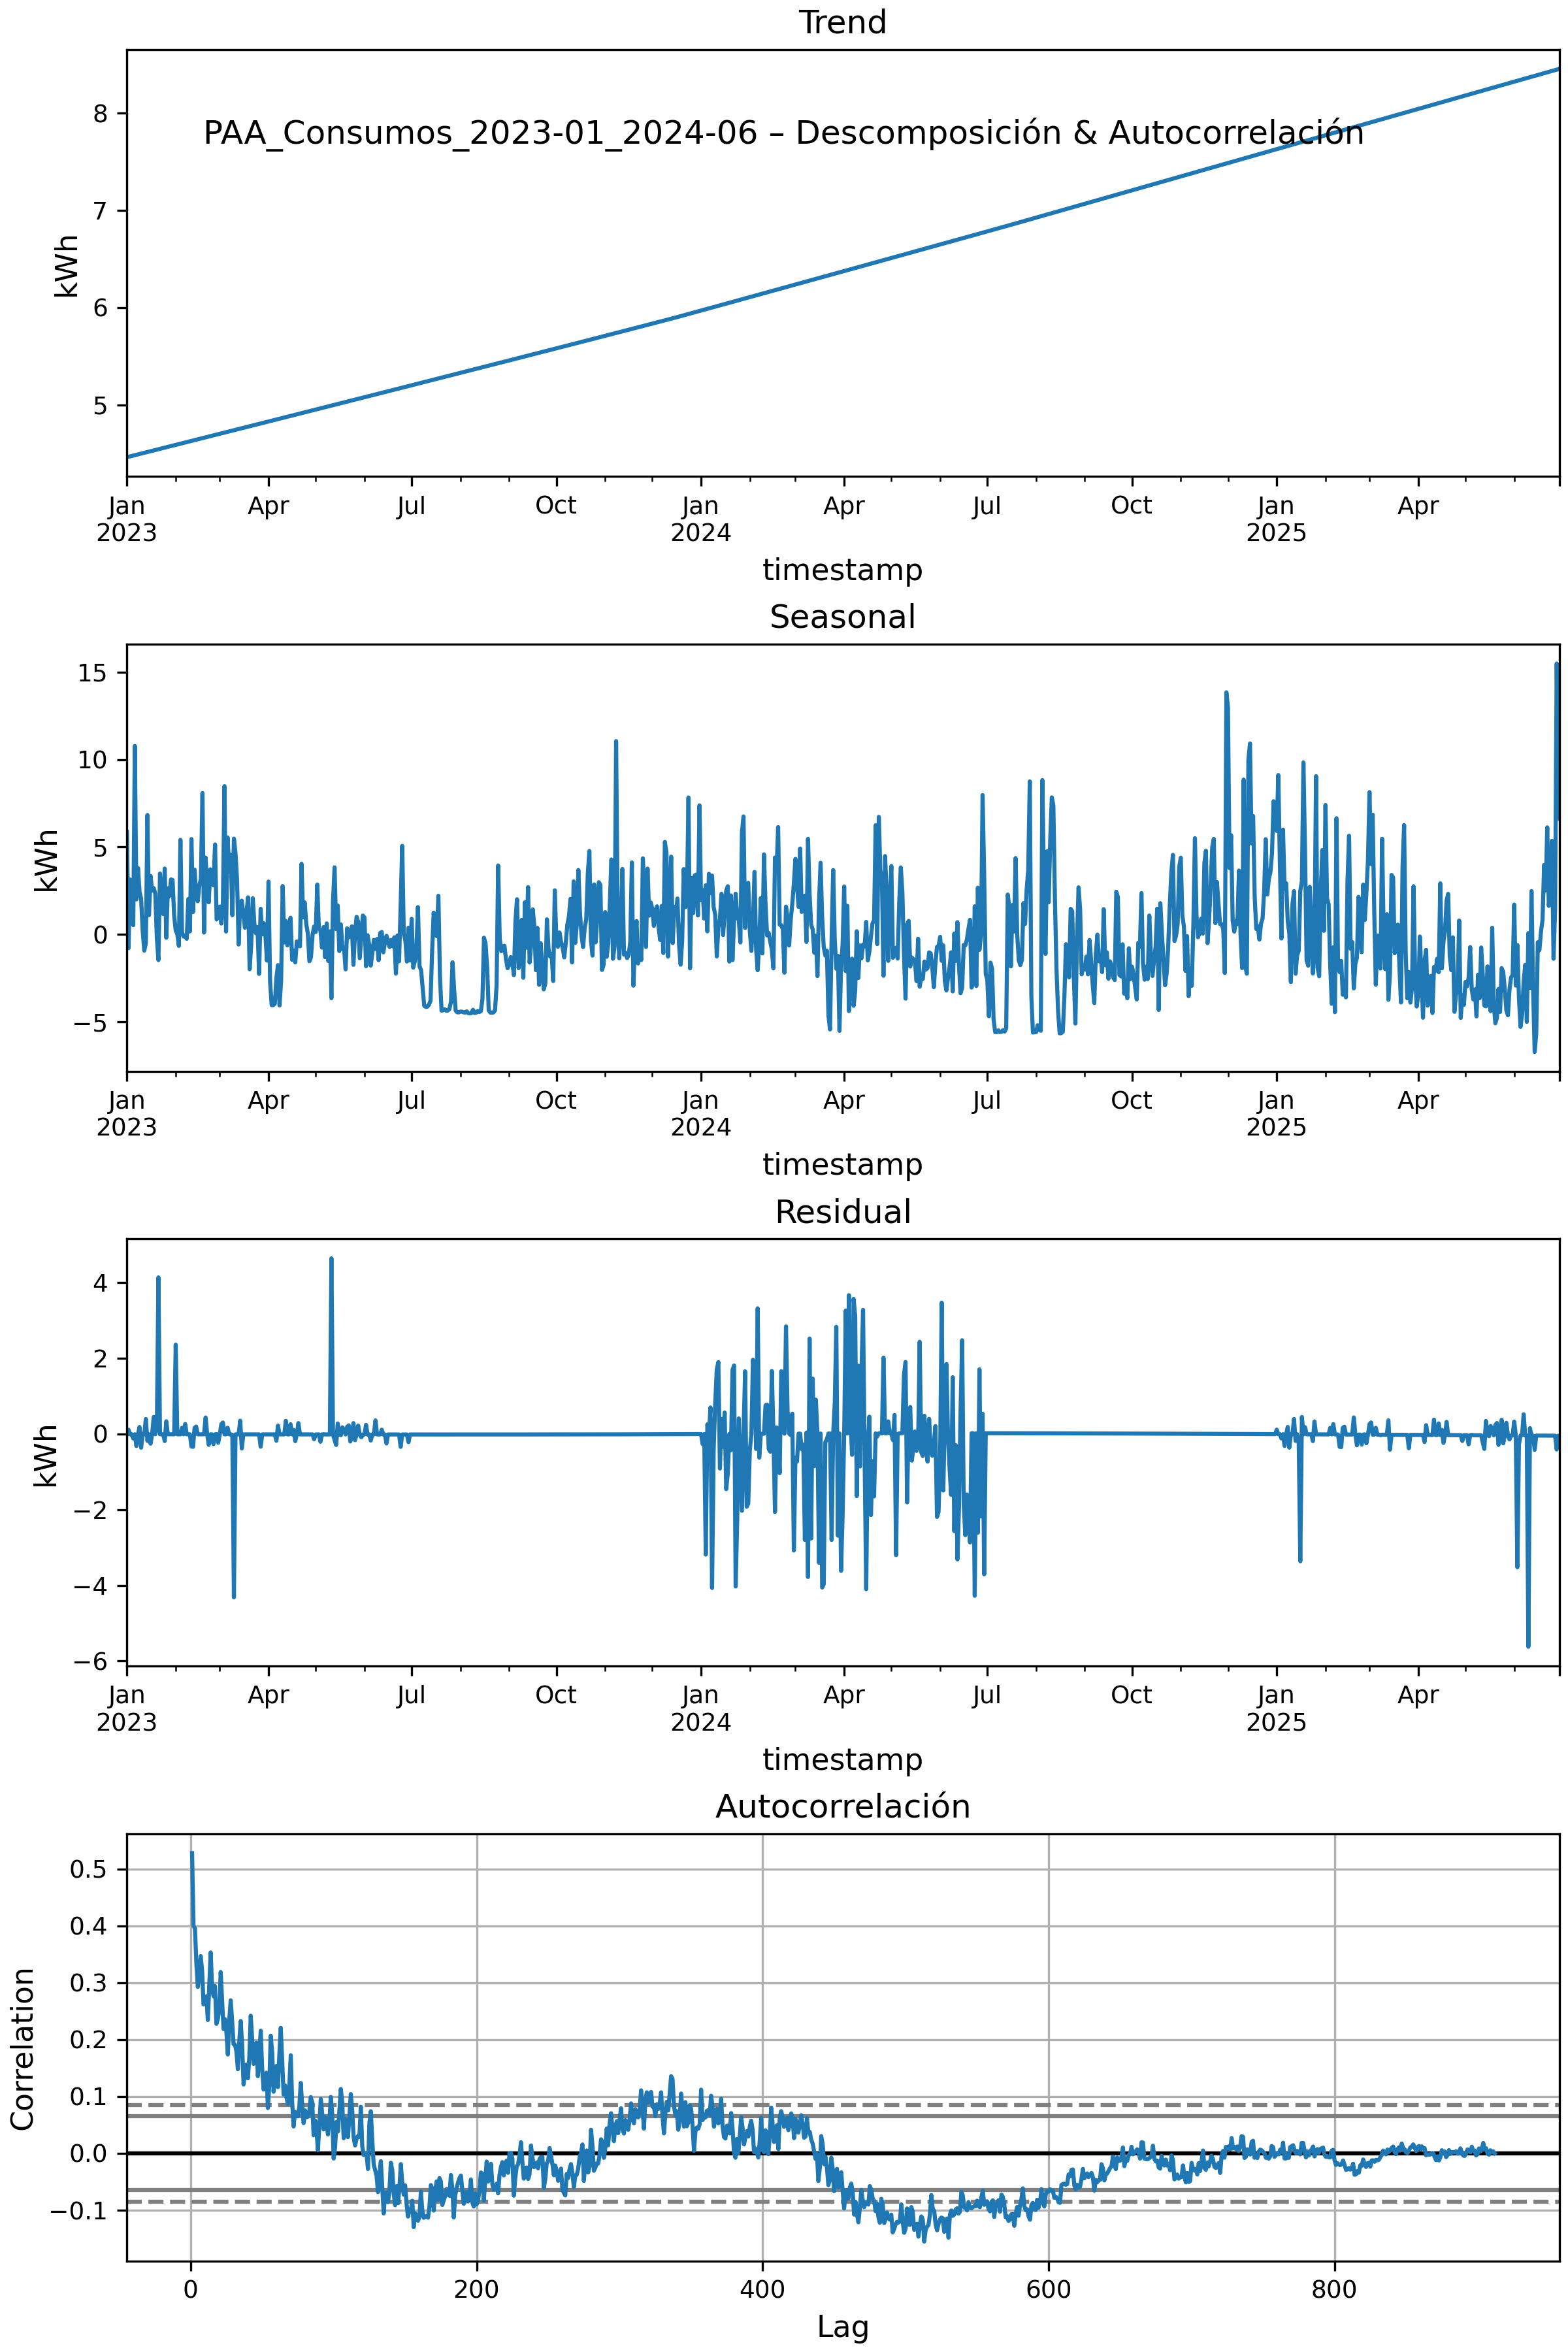 Trend
PAA_Consumos_2023-01_2024-06 – Descomposición & Autocorrelación
8
7
6
5
kWh
Jan Apr Jul Oct Jan Apr Jul Oct Jan Apr
2023 2024 2025
timestamp
Seasonal
15
10
5
0
−5
kWh
Jan Apr Jul Oct Jan Apr Jul Oct Jan Apr
2023 2024 2025
timestamp
Residual
4
2
0
−2
−4
−6
kWh
Jan Apr Jul Oct Jan Apr Jul Oct Jan Apr
2023 2024 2025
timestamp
Autocorrelación
0.5
0.4
0.3
0.2
0.1
0.0
−0.1
Correlation
0 200 400 600 800
Lag